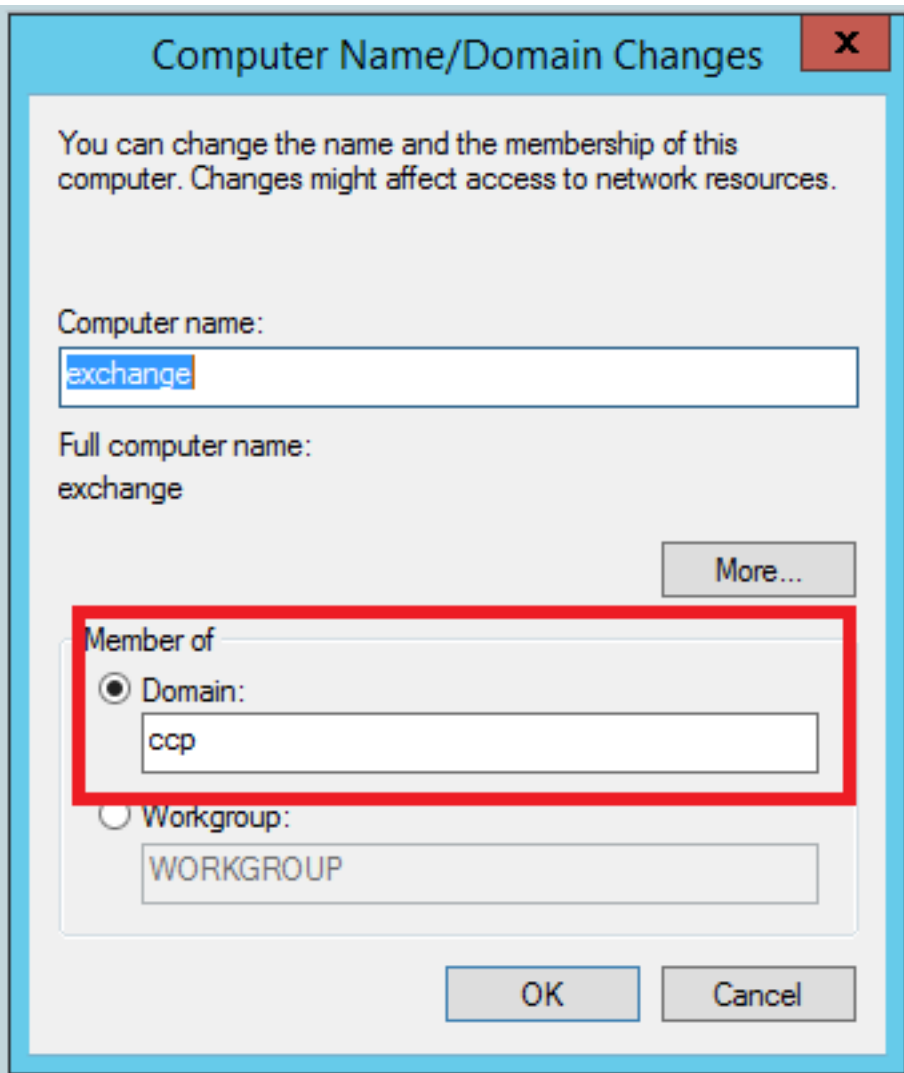 Computer Name/Domain Changes
x
You can change the name and the membership of this
computer. Changes might affect access to network resources.
Computer name:
exchange
Full computer name:
exchange
More...
Member of
Domain:
ccp
Workgroup:
WORKGROUP
OK
Cancel